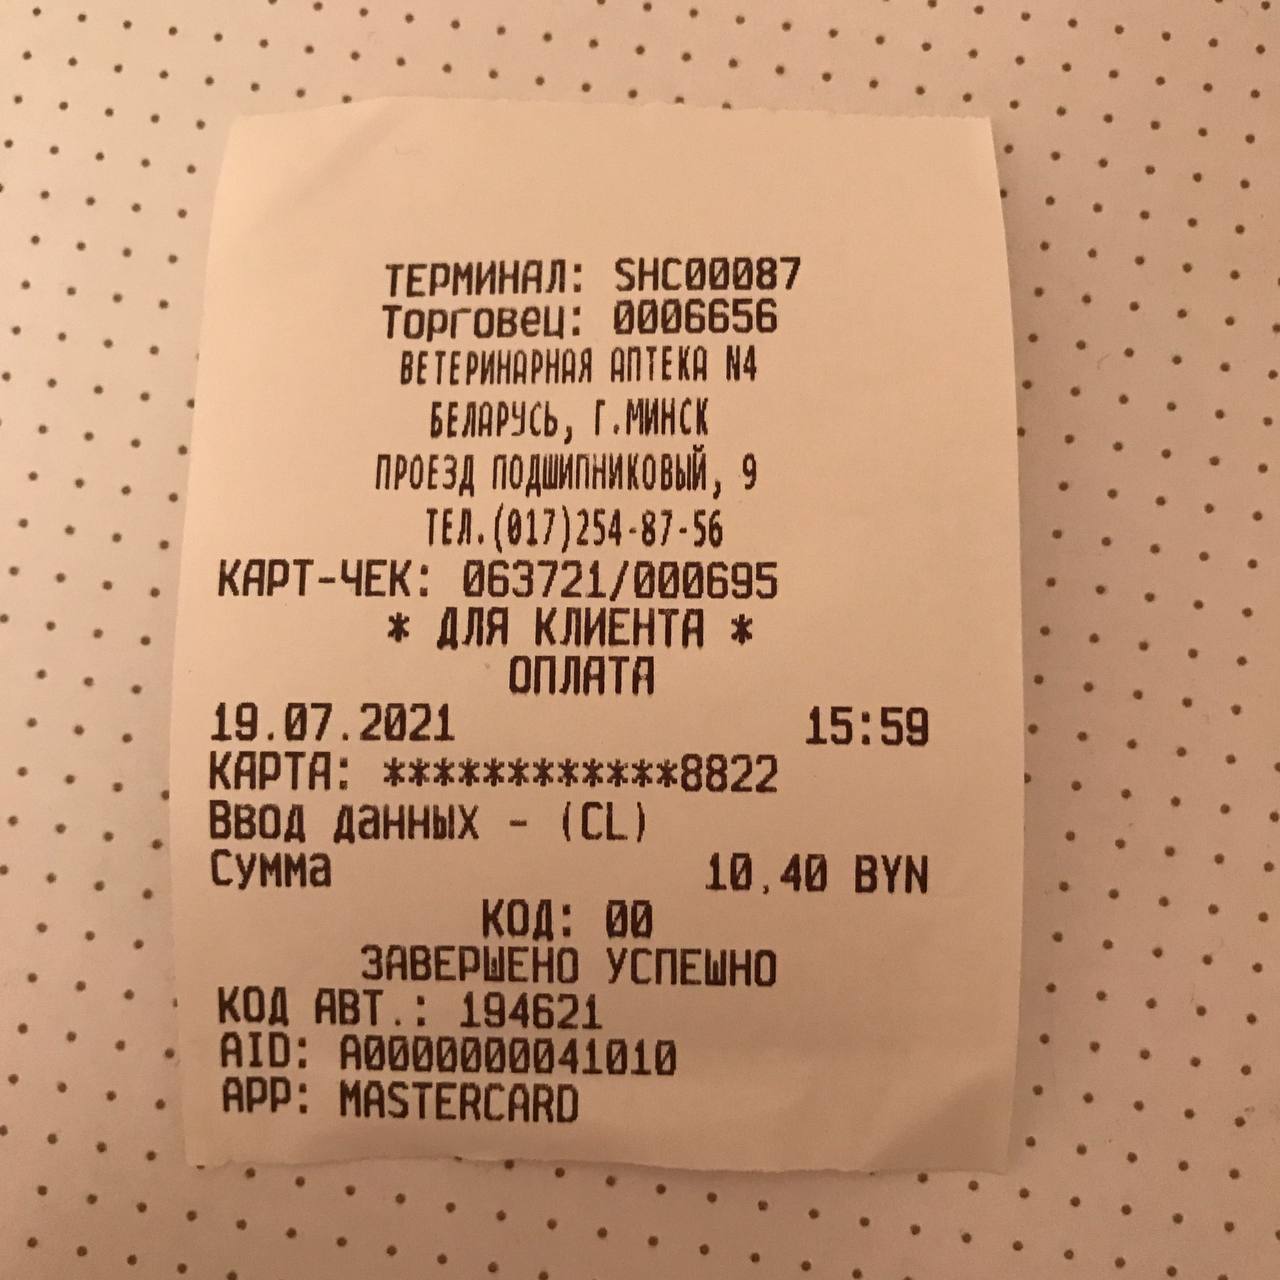 ТЕРМИНАЛ: SHC00087
Торговец: 0006656
ВЕТЕРИНАРНАЯ АПТЕКА N4
БЕЛАРУСЬ, Г.МИНСК
ПРОЕЗД ПОДШИПНИКОВЫЙ, 9
ТЕЛ.(017)254-87-56
КАРТ-ЧЕК: 063721/000695
* ДЛЯ КЛИЕНТА *
ОПЛАТА
19.07.2021 15:59
КАРТА: ************8822
Ввод данных - (CL)
Сумма 10,40 BYN
КОД: 00
ЗАВЕРШЕНО УСПЕШНО
КОД АВТ.: 194621
AID: A0000000041010
APP: MASTERCARD